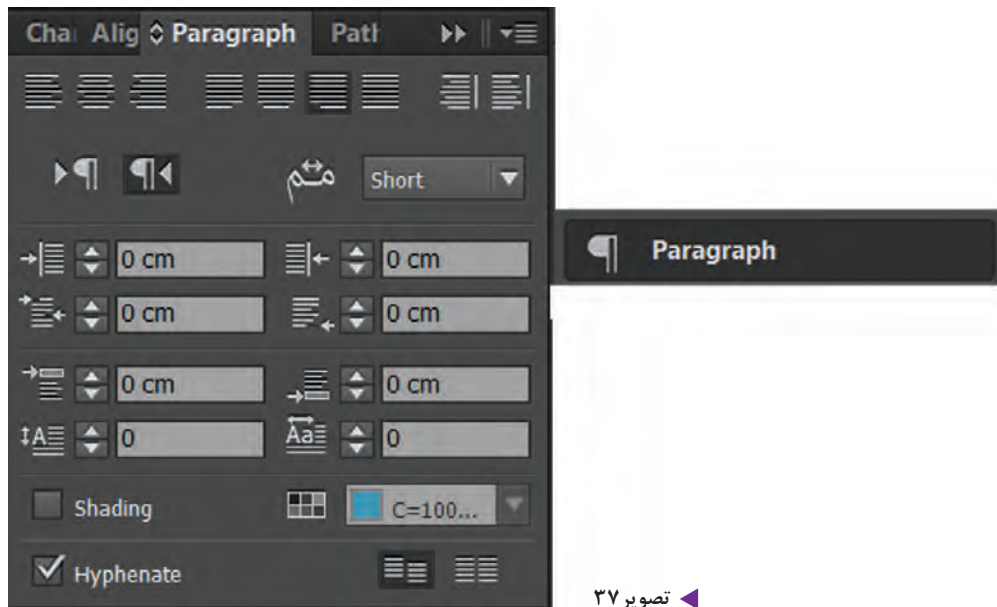 Cha Alig Paragraph Path
متم Short
0 cm 0 cm
Paragraph
0 cm 0 cm
0 cm 0 cm
0 0
Shading C=100...
Hyphenate
تصویر ۳۷